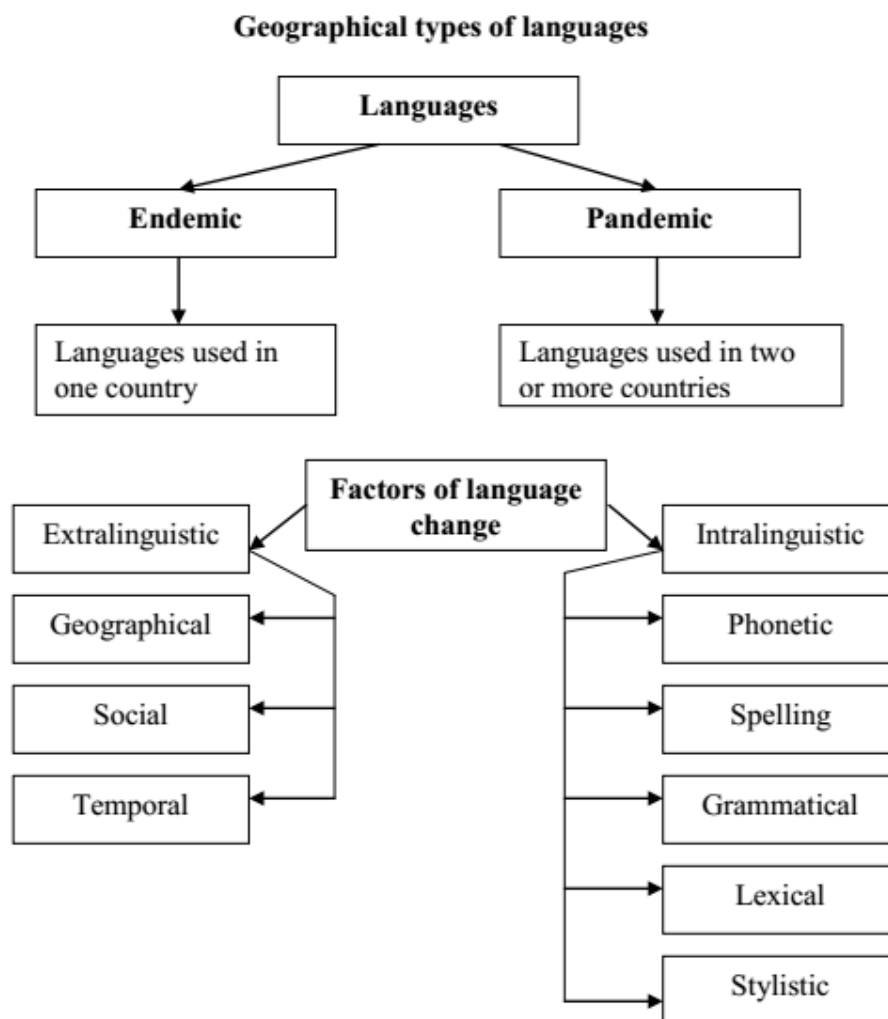 Geographical types of languages
Languages
Endemic
Pandemic
Languages used in
one country
Languages used in two
or more countries
Factors of language
change
Extralinguistic
Intralinguistic
Geographical
Phonetic
Social
Spelling
Temporal
Grammatical
Lexical
Stylistic